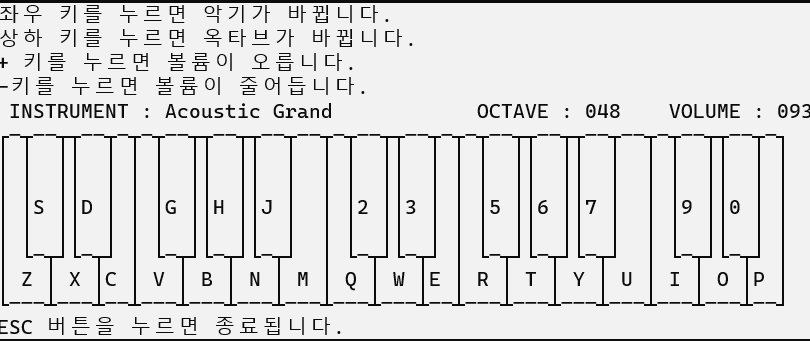 좌우 키를 누르면 악기가 바뀝니다.
상하 키를 누르면 옥타브가 바뀝니다.
+ 키를 누르면 볼륨이 오릅니다.
-키를 누르면 볼륨이 줄어듭니다.
INSTRUMENT : Acoustic Grand OCTAVE : 048 VOLUME : 093
S D G H J 2 3 5 6 7 9 0
Z X C V B N M Q W E R T Y U I O P
ESC 버튼을 누르면 종료됩니다.